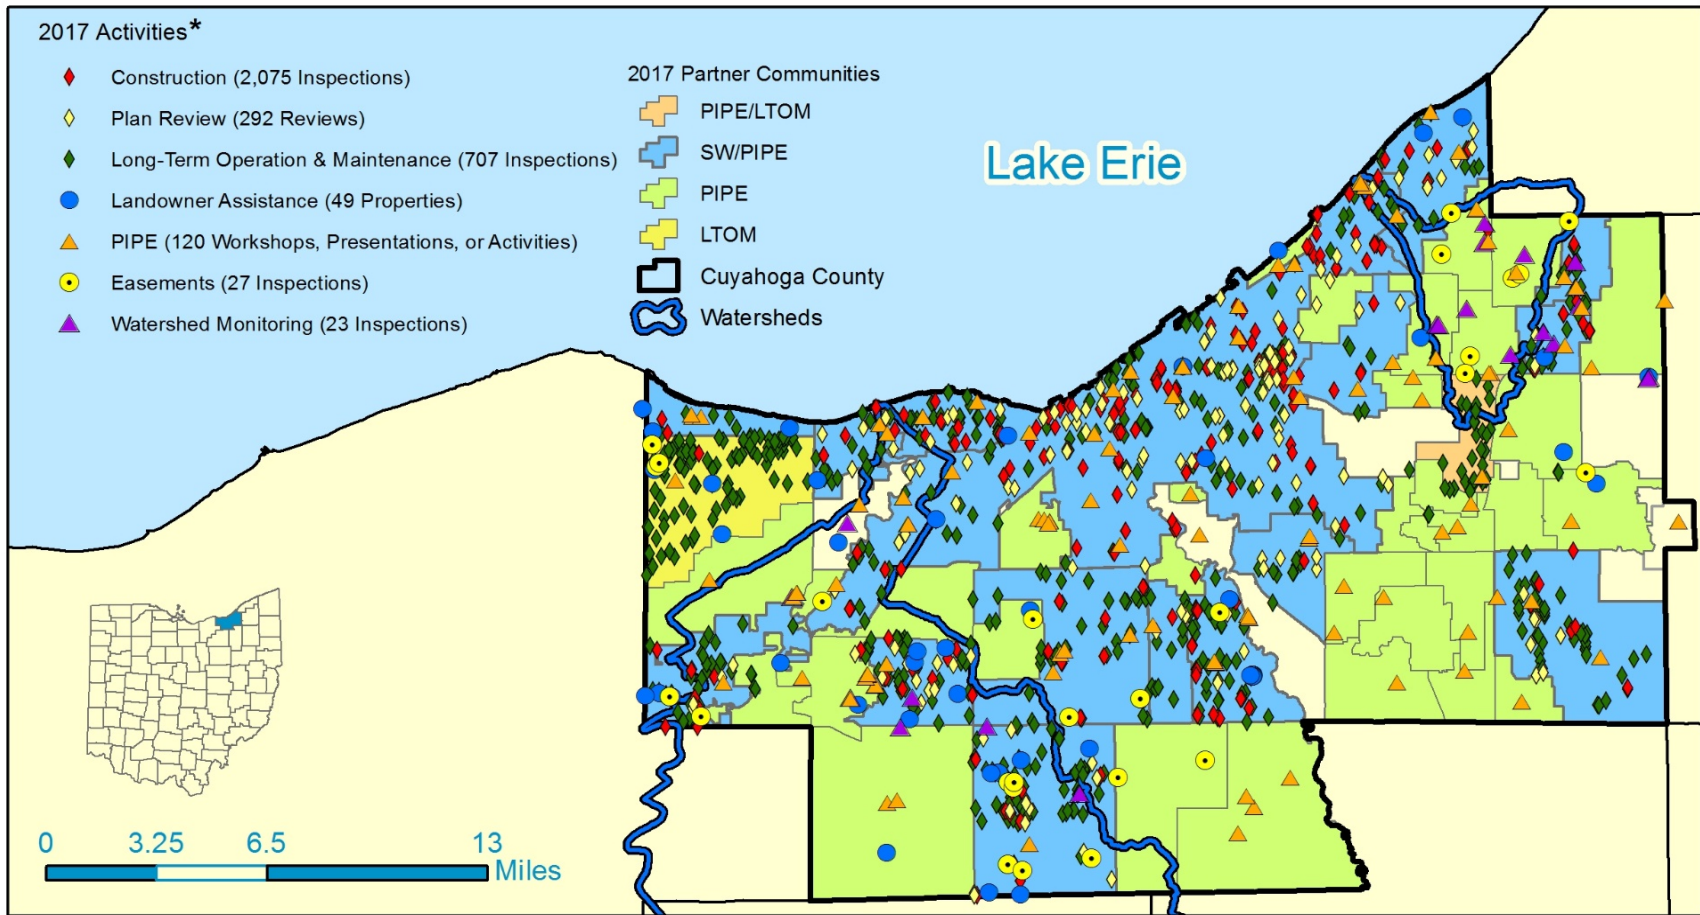 2017 Activities*
Construction (2,075 Inspections)
Plan Review (292 Reviews)
Long-Term Operation & Maintenance (707 Inspections)
Landowner Assistance (49 Properties)
PIPE (120 Workshops, Presentations, or Activities)
Easements (27 Inspections)
Watershed Monitoring (23 Inspections)
2017 Partner Communities
PIPE/LTOM
SW/PIPE
PIPE
LTOM
Cuyahoga County
Watersheds
Lake Erie
0 3.25 6.5 13
Miles